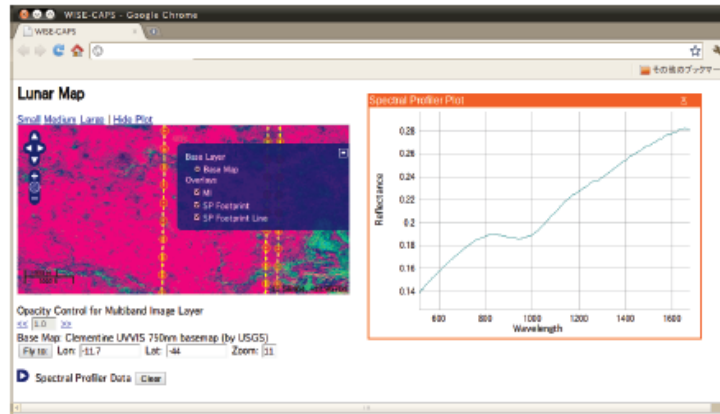 WISE-CAPS - Google Chrome
WISE-CAPS
その他のブックマー
Lunar Map
Small Medium Large | Hide Plot
Base Layer
Base Map
Overlays
MI
SP Footprint
SP Footprint Line
Opacity Control for Multiband Image Layer
<< 1.0 >>
Base Map: Clementine UVVIS 750nm basemap (by USGS)
Fly to: Lon: -11.7 Lat: -44 Zoom: 11
Spectral Profiler Data Clear
Spectral Profiler Plot
0.28
0.26
0.24
0.22
0.2
0.18
0.16
0.14
Reflectance
600 800 1000 1200 1400 1600
Wavelength